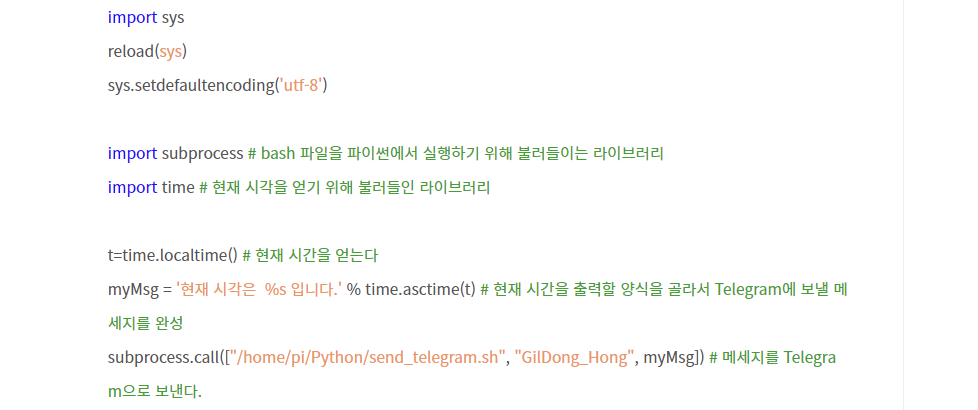 import sys
reload(sys)
sys.setdefaultencoding('utf-8')
import subprocess # bash 파일을 파이썬에서 실행하기 위해 불러들이는 라이브러리
import time # 현재 시각을 얻기 위해 불러들인 라이브러리
t=time.localtime() # 현재 시간을 얻는다
myMsg = '현재 시각은  %s 입니다.' % time.asctime(t) # 현재 시간을 출력할 양식을 골라서 Telegram에 보낼 메
세지를 완성
subprocess.call(["/home/pi/Python/send_telegram.sh", "GilDong_Hong", myMsg]) # 메세지를 Telegra
m으로 보낸다.